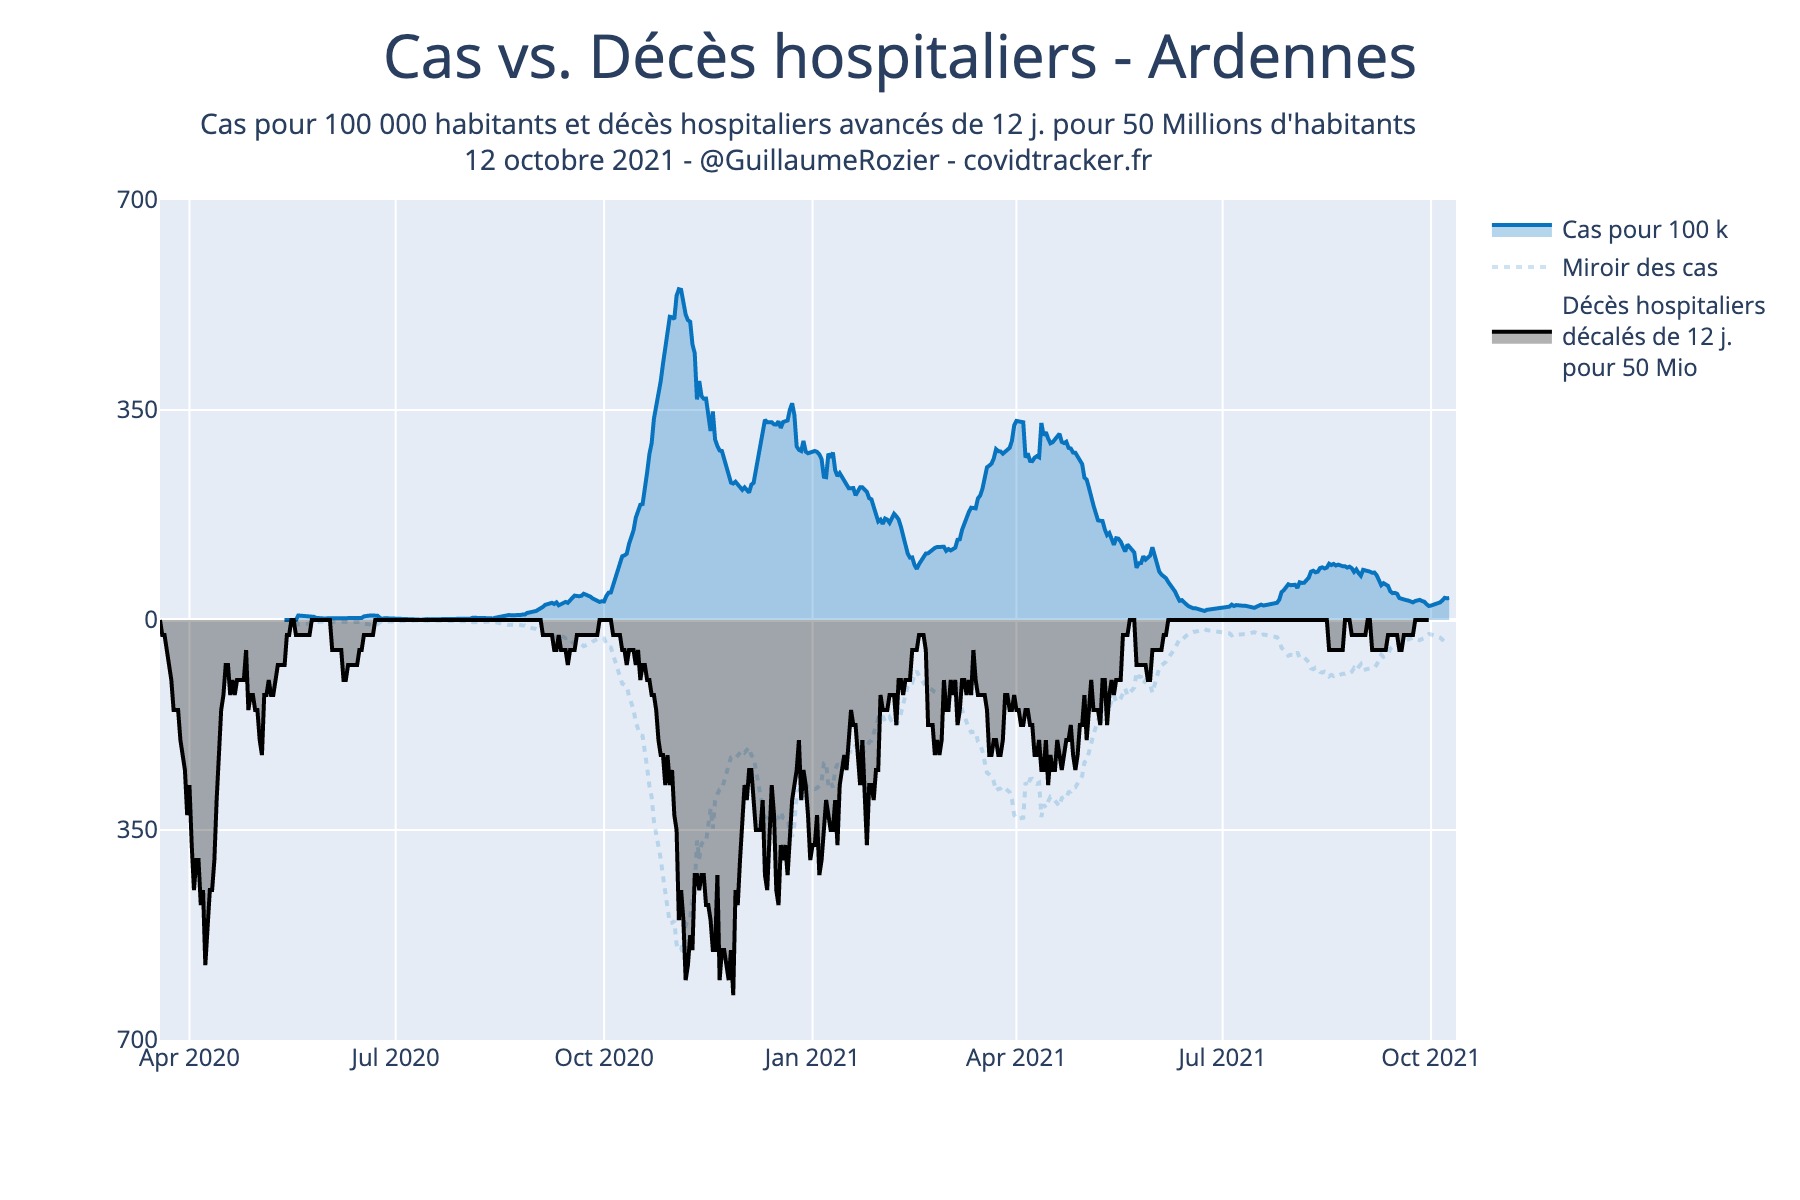 Cas vs. Décès hospitaliers - Ardennes
Cas pour 100 000 habitants et décès hospitaliers avancés de 12 j. pour 50 Millions d'habitants
12 octobre 2021 - @GuillaumeRozier - covidtracker.fr
700
350
0
350
700
Apr 2020
Jul 2020
Oct 2020
Jan 2021
Apr 2021
Jul 2021
Oct 2021
Cas pour 100 k
Miroir des cas
Décès hospitaliers
décalés de 12 j.
pour 50 Mio